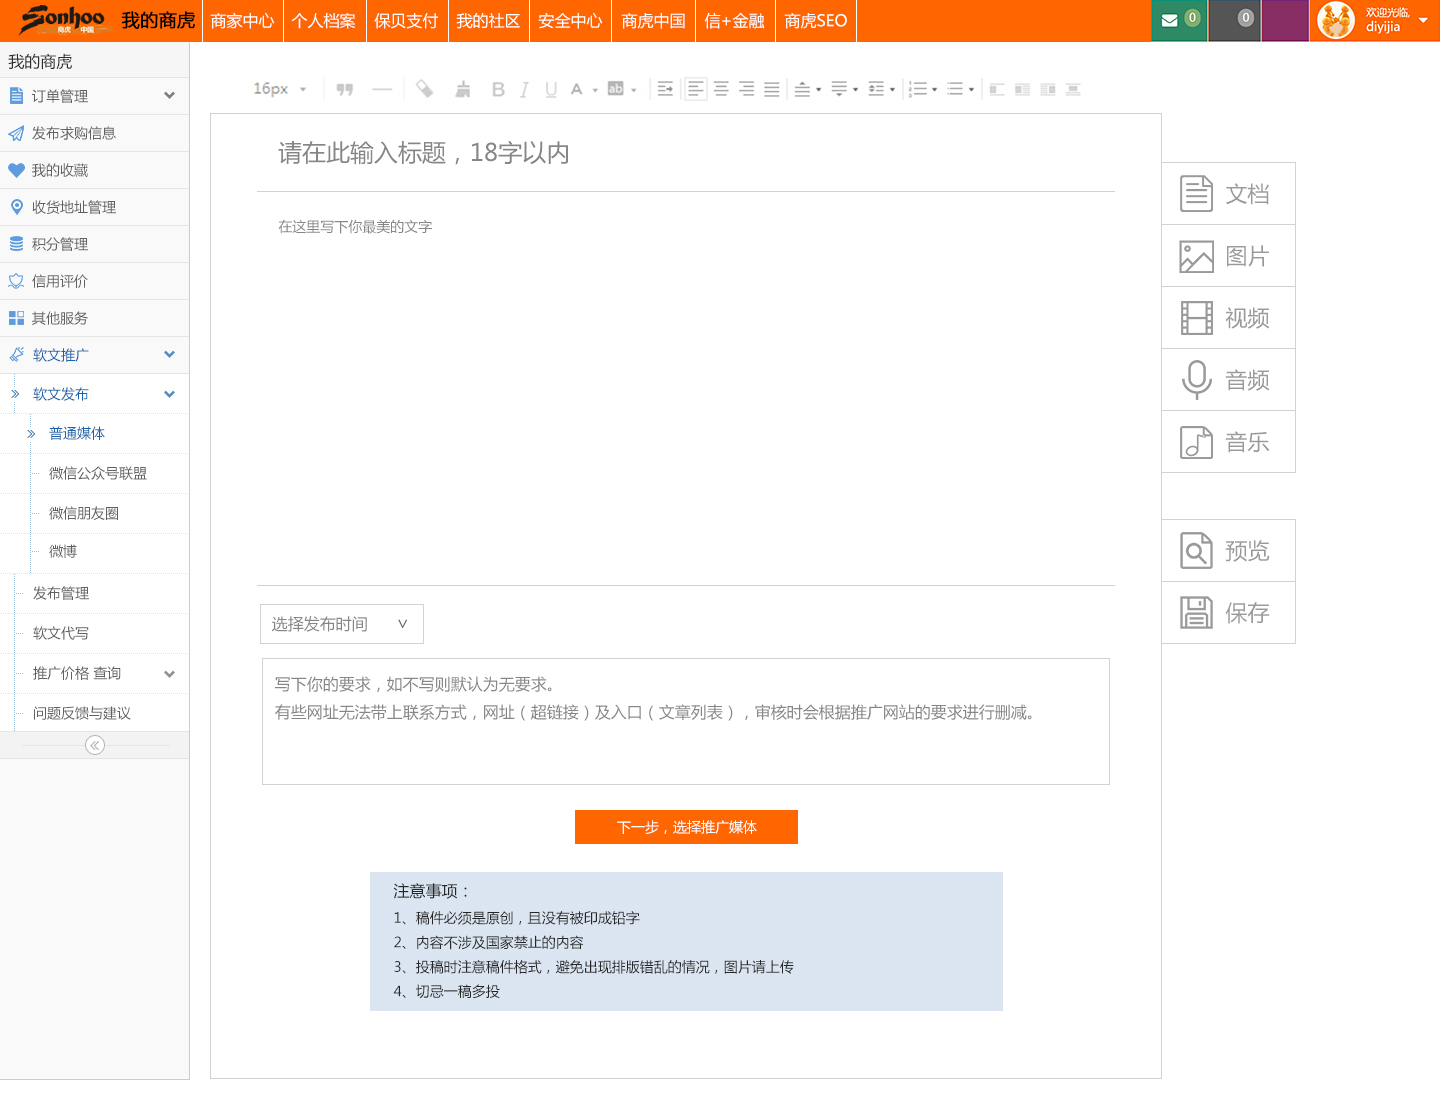 Sonhoo
商虎 中国
我的商虎
商家中心
个人档案
保贝支付
我的社区
安全中心
商虎中国
信+金融
商虎SEO
0
0
欢迎光临,
diyijia
我的商虎
订单管理
发布求购信息
我的收藏
收货地址管理
积分管理
信用评价
其他服务
软文推广
软文发布
普通媒体
微信公众号联盟
微信朋友圈
微博
发布管理
软文代写
推广价格 查询
问题反馈与建议
16px
B I U A ab
请在此输入标题，18字以内
在这里写下你最美的文字
选择发布时间
写下你的要求，如不写则默认为无要求。
有些网址无法带上联系方式，网址（超链接）及入口（文章列表），审核时会根据推广网站的要求进行删减。
下一步，选择推广媒体
注意事项：
1、稿件必须是原创，且没有被印成铅字
2、内容不涉及国家禁止的内容
3、投稿时注意稿件格式，避免出现排版错乱的情况，图片请上传
4、切忌一稿多投
文档
图片
视频
音频
音乐
预览
保存